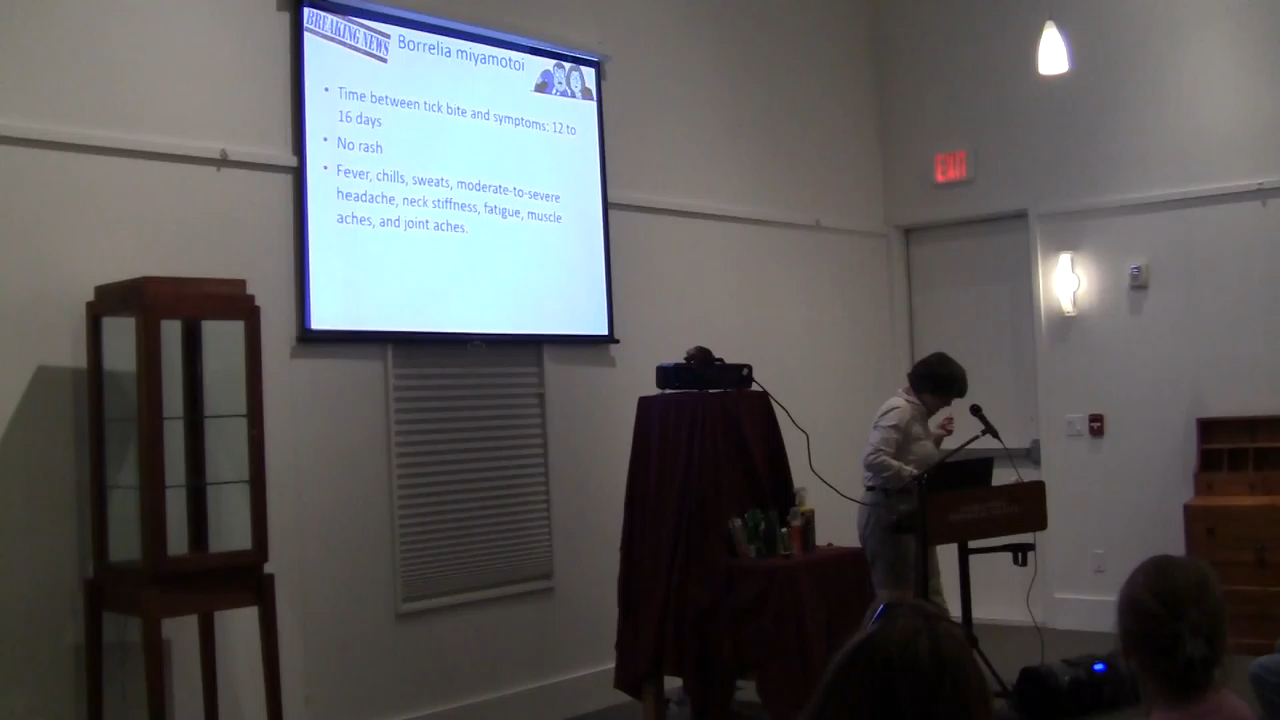 BREAKING NEWS
Borrelia miyamotoi
• Time between tick bite and symptoms: 12 to
16 days
• No rash
• Fever, chills, sweats, moderate-to-severe
headache, neck stiffness, fatigue, muscle
aches, and joint aches.
EXIT